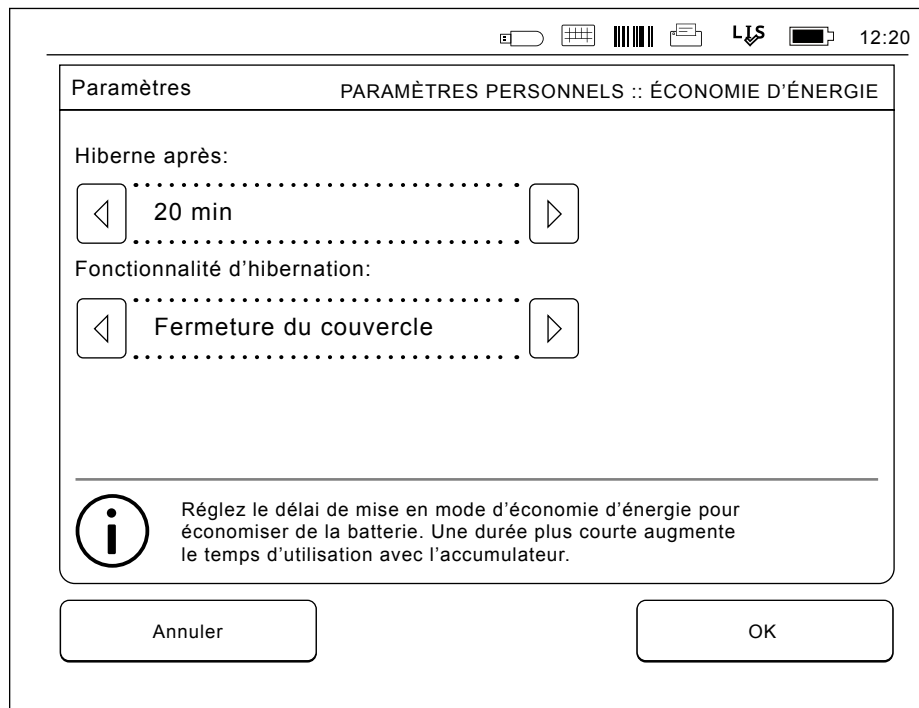 LIS 12:20
Paramètres PARAMÈTRES PERSONNELS :: ÉCONOMIE D’ÉNERGIE
Hiberne après:
20 min
Fonctionnalité d’hibernation:
Fermeture du couvercle
Réglez le délai de mise en mode d’économie d’énergie pour
économiser de la batterie. Une durée plus courte augmente
le temps d’utilisation avec l’accumulateur.
Annuler OK